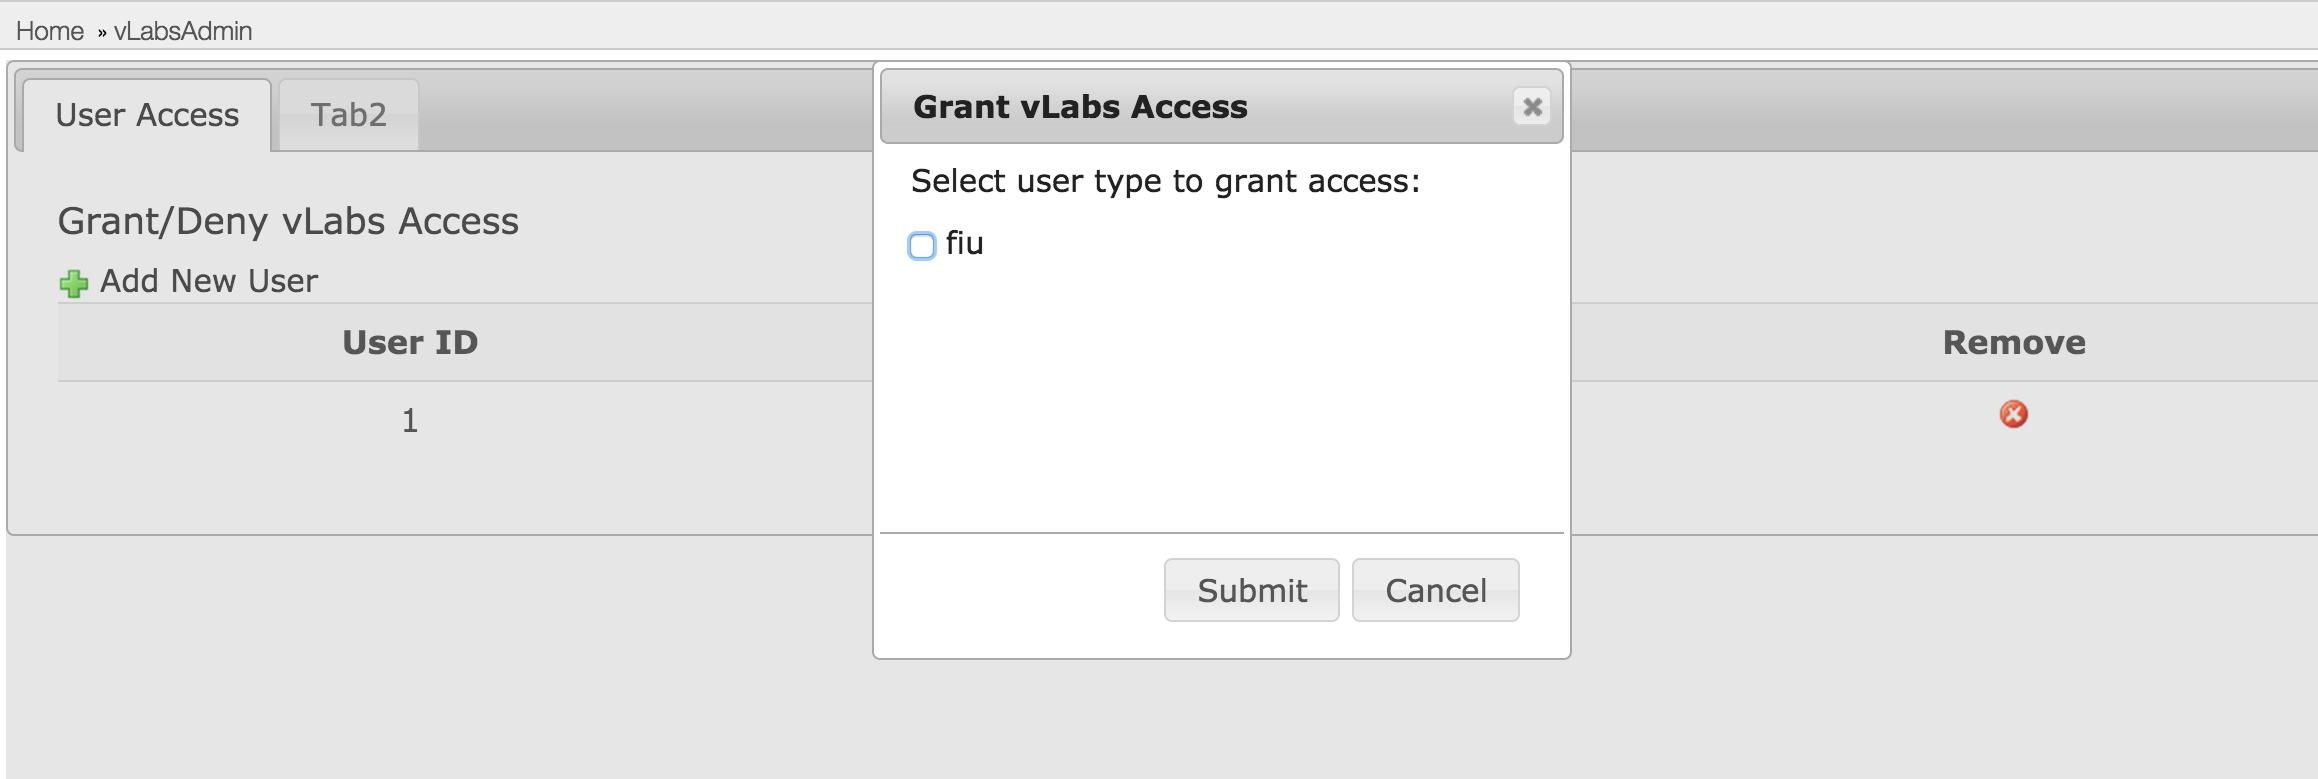 Home » vLabsAdmin
User Access
Tab2
Grant/Deny vLabs Access
Add New User
User ID
Remove
1
Grant vLabs Access
Select user type to grant access:
fiu
Submit
Cancel